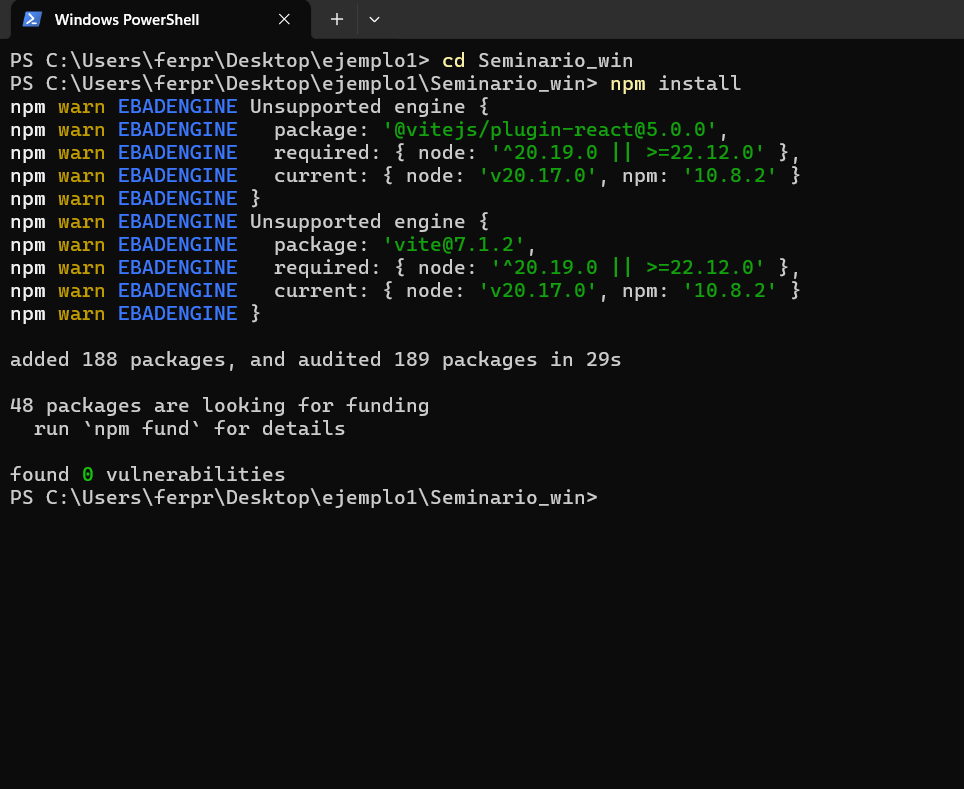 Windows PowerShell
PS C:\Users\ferpr\Desktop\ejemplo1> cd Seminario_win
PS C:\Users\ferpr\Desktop\ejemplo1\Seminario_win> npm install
npm warn EBADENGINE Unsupported engine {
npm warn EBADENGINE   package: '@vitejs/plugin-react@5.0.0',
npm warn EBADENGINE   required: { node: '^20.19.0 || >=22.12.0' },
npm warn EBADENGINE   current: { node: 'v20.17.0', npm: '10.8.2' }
npm warn EBADENGINE }
npm warn EBADENGINE Unsupported engine {
npm warn EBADENGINE   package: 'vite@7.1.2',
npm warn EBADENGINE   required: { node: '^20.19.0 || >=22.12.0' },
npm warn EBADENGINE   current: { node: 'v20.17.0', npm: '10.8.2' }
npm warn EBADENGINE }
added 188 packages, and audited 189 packages in 29s
48 packages are looking for funding
  run `npm fund` for details
found 0 vulnerabilities
PS C:\Users\ferpr\Desktop\ejemplo1\Seminario_win>